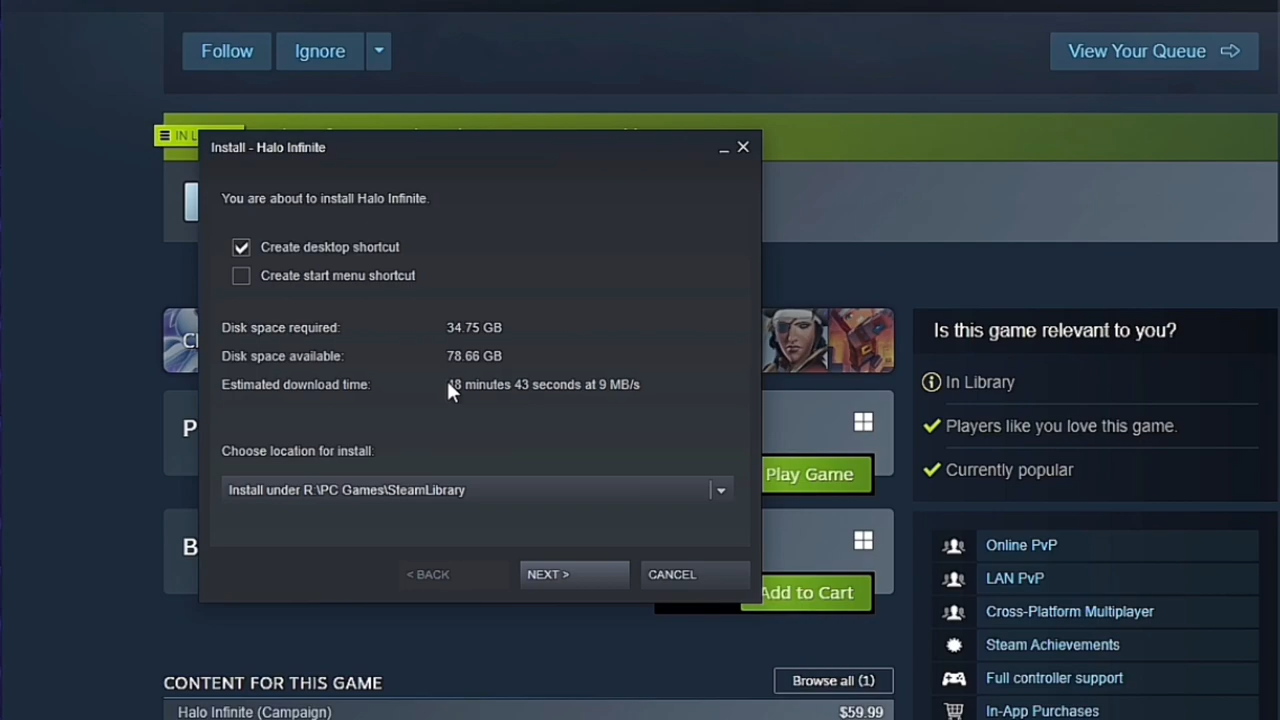 Follow
Ignore
View Your Queue
IN L
Install - Halo Infinite
You are about to install Halo Infinite.
Create desktop shortcut
Create start menu shortcut
Disk space required: 34.75 GB
Disk space available: 78.66 GB
Estimated download time: 48 minutes 43 seconds at 9 MB/s
Choose location for install:
Install under R:\PC Games\SteamLibrary
< BACK
NEXT >
CANCEL
P
Play Game
B
Add to Cart
Is this game relevant to you?
In Library
Players like you love this game.
Currently popular
Online PvP
LAN PvP
Cross-Platform Multiplayer
Steam Achievements
Full controller support
In-App Purchases
CONTENT FOR THIS GAME
Browse all (1)
Halo Infinite (Campaign) $59.99